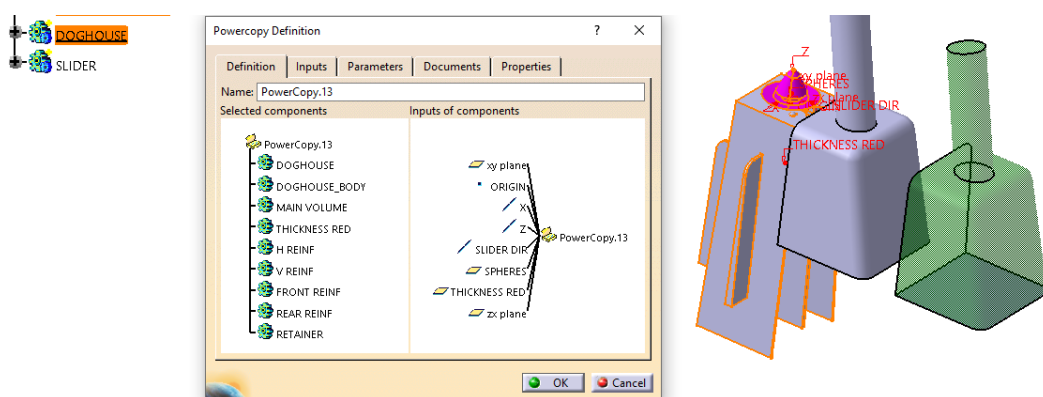 DOGHOUSE
SLIDER
Powercopy Definition ? ×
Definition Inputs Parameters Documents Properties
Name: PowerCopy.13
Selected components Inputs of components
PowerCopy.13
DOGHOUSE
DOGHOUSE_BODY
MAIN VOLUME
THICKNESS RED
H REINF
V REINF
FRONT REINF
REAR REINF
RETAINER
xy plane
ORIGIN
X
Z
SLIDER DIR
SPHERES
THICKNESS RED
zx plane
PowerCopy.13
OK Cancel
Z
xy plane
SPHERES
plane
SLIDER DIR
THICKNESS RED